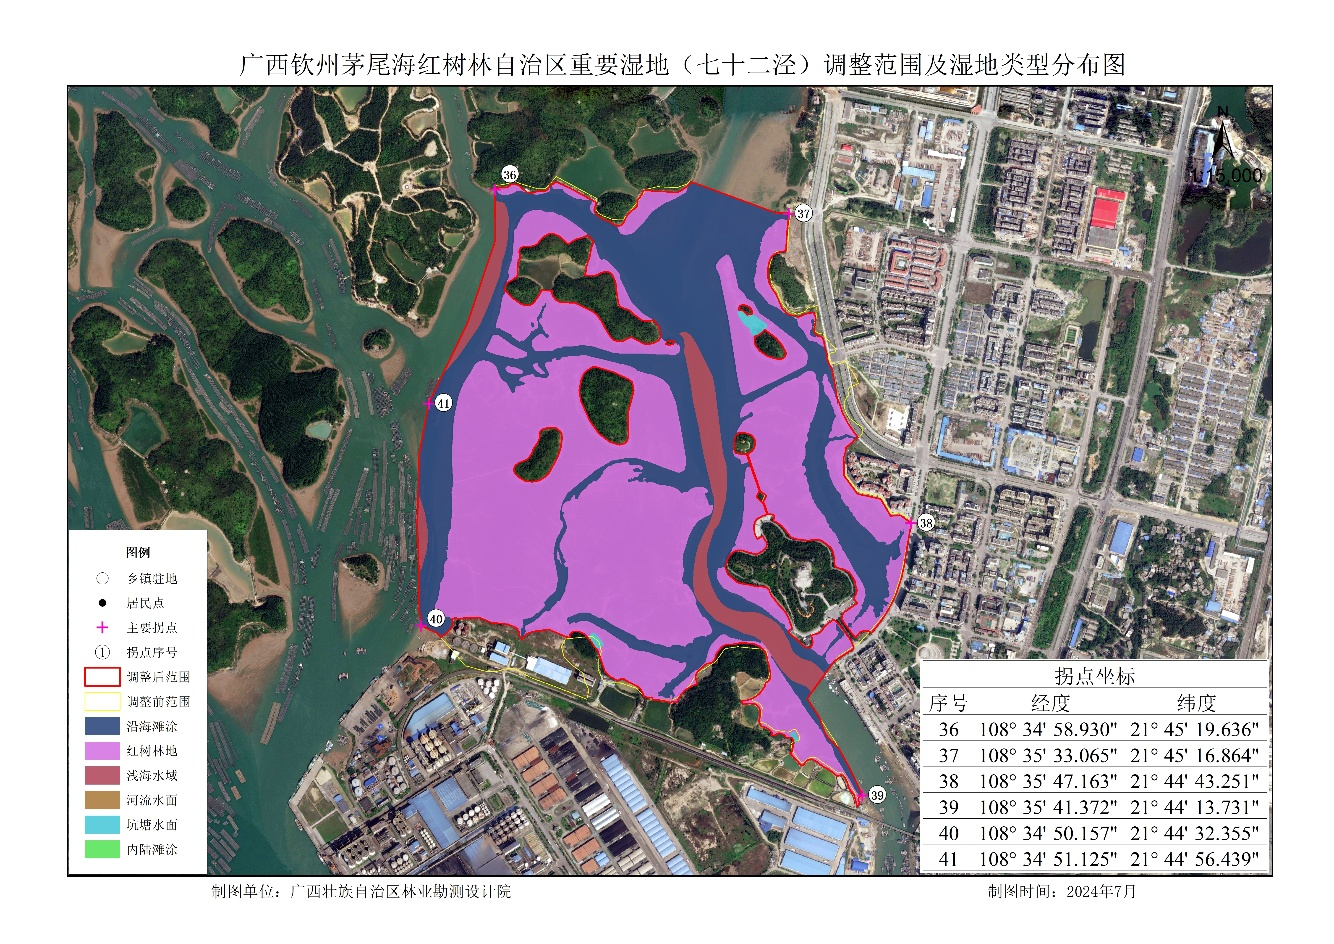 广西钦州茅尾海红树林自治区重要湿地（七十二泾）调整范围及湿地类型分布图
N
1:15,000
36
37
41
38
40
39
图例
乡镇驻地
居民点
主要拐点
① 拐点序号
调整后范围
调整前范围
沿海滩涂
红树林地
浅海水域
河流水面
坑塘水面
内陆滩涂
拐点坐标
序号 经度 纬度
36 108° 34' 58.930" 21° 45' 19.636"
37 108° 35' 33.065" 21° 45' 16.864"
38 108° 35' 47.163" 21° 44' 43.251"
39 108° 35' 41.372" 21° 44' 13.731"
40 108° 34' 50.157" 21° 44' 32.355"
41 108° 34' 51.125" 21° 44' 56.439"
制图单位：广西壮族自治区林业勘测设计院
制图时间：2024年7月